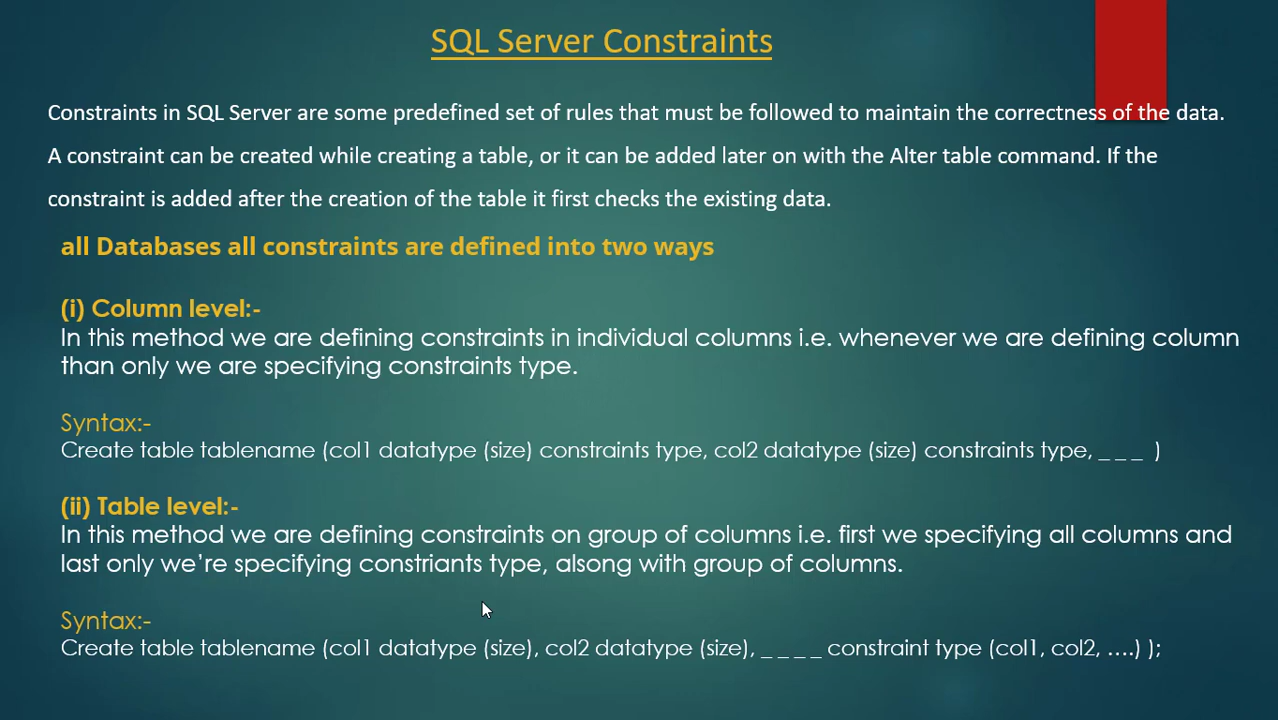 SQL Server Constraints
Constraints in SQL Server are some predefined set of rules that must be followed to maintain the correctness of the data.
A constraint can be created while creating a table, or it can be added later on with the Alter table command. If the
constraint is added after the creation of the table it first checks the existing data.
all Databases all constraints are defined into two ways
(i) Column level:-
In this method we are defining constraints in individual columns i.e. whenever we are defining column
than only we are specifying constraints type.
Syntax:-
Create table tablename (col1 datatype (size) constraints type, col2 datatype (size) constraints type, _ _ _ )
(ii) Table level:-
In this method we are defining constraints on group of columns i.e. first we specifying all columns and
last only we’re specifying constriants type, alsong with group of columns.
Syntax:-
Create table tablename (col1 datatype (size), col2 datatype (size), _ _ _ _ constraint type (col1, col2, ….) );